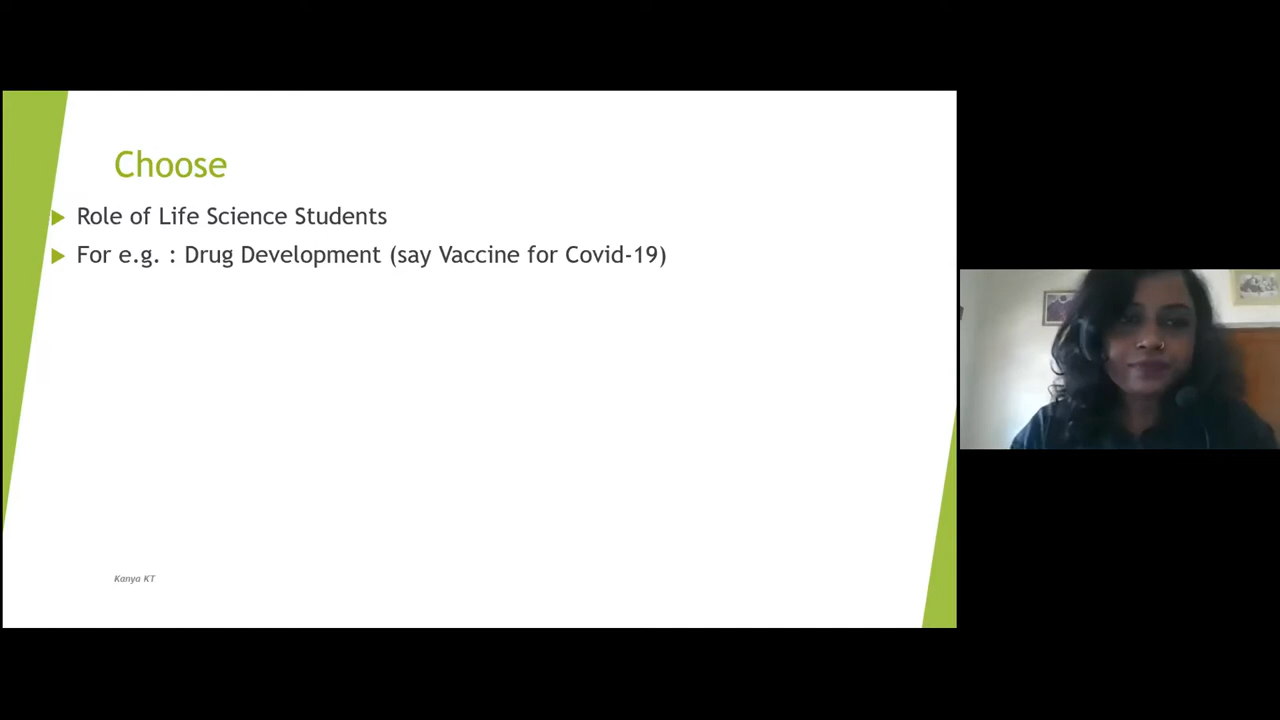 Choose
Role of Life Science Students
For e.g. : Drug Development (say Vaccine for Covid-19)
Kanya KT